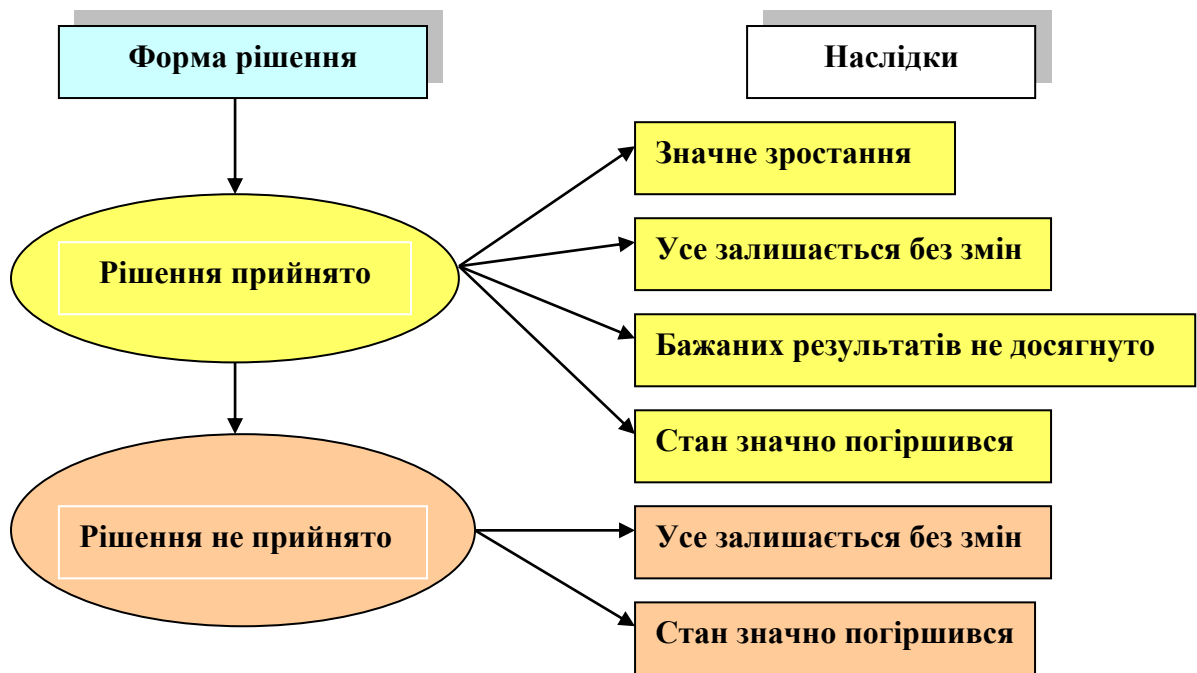 Форма рішення
Наслідки
Значне зростання
Усе залишається без змін
Рішення прийнято
Бажаних результатів не досягнуто
Стан значно погіршився
Рішення не прийнято
Усе залишається без змін
Стан значно погіршився